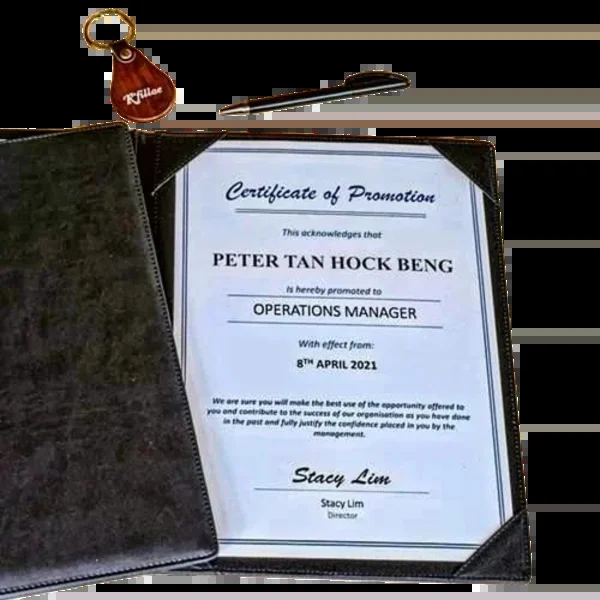 Kfilloe
Certificate of Promotion
This acknowledges that
PETER TAN HOCK BENG
Is hereby promoted to
OPERATIONS MANAGER
With effect from:
8TH APRIL 2021
We are sure you will make the best use of the opportunity offered to
you and contribute to the success of our organisation as you have done
in the past and fully justify the confidence placed in you by the
management.
Stacy Lim
Stacy Lim
Director